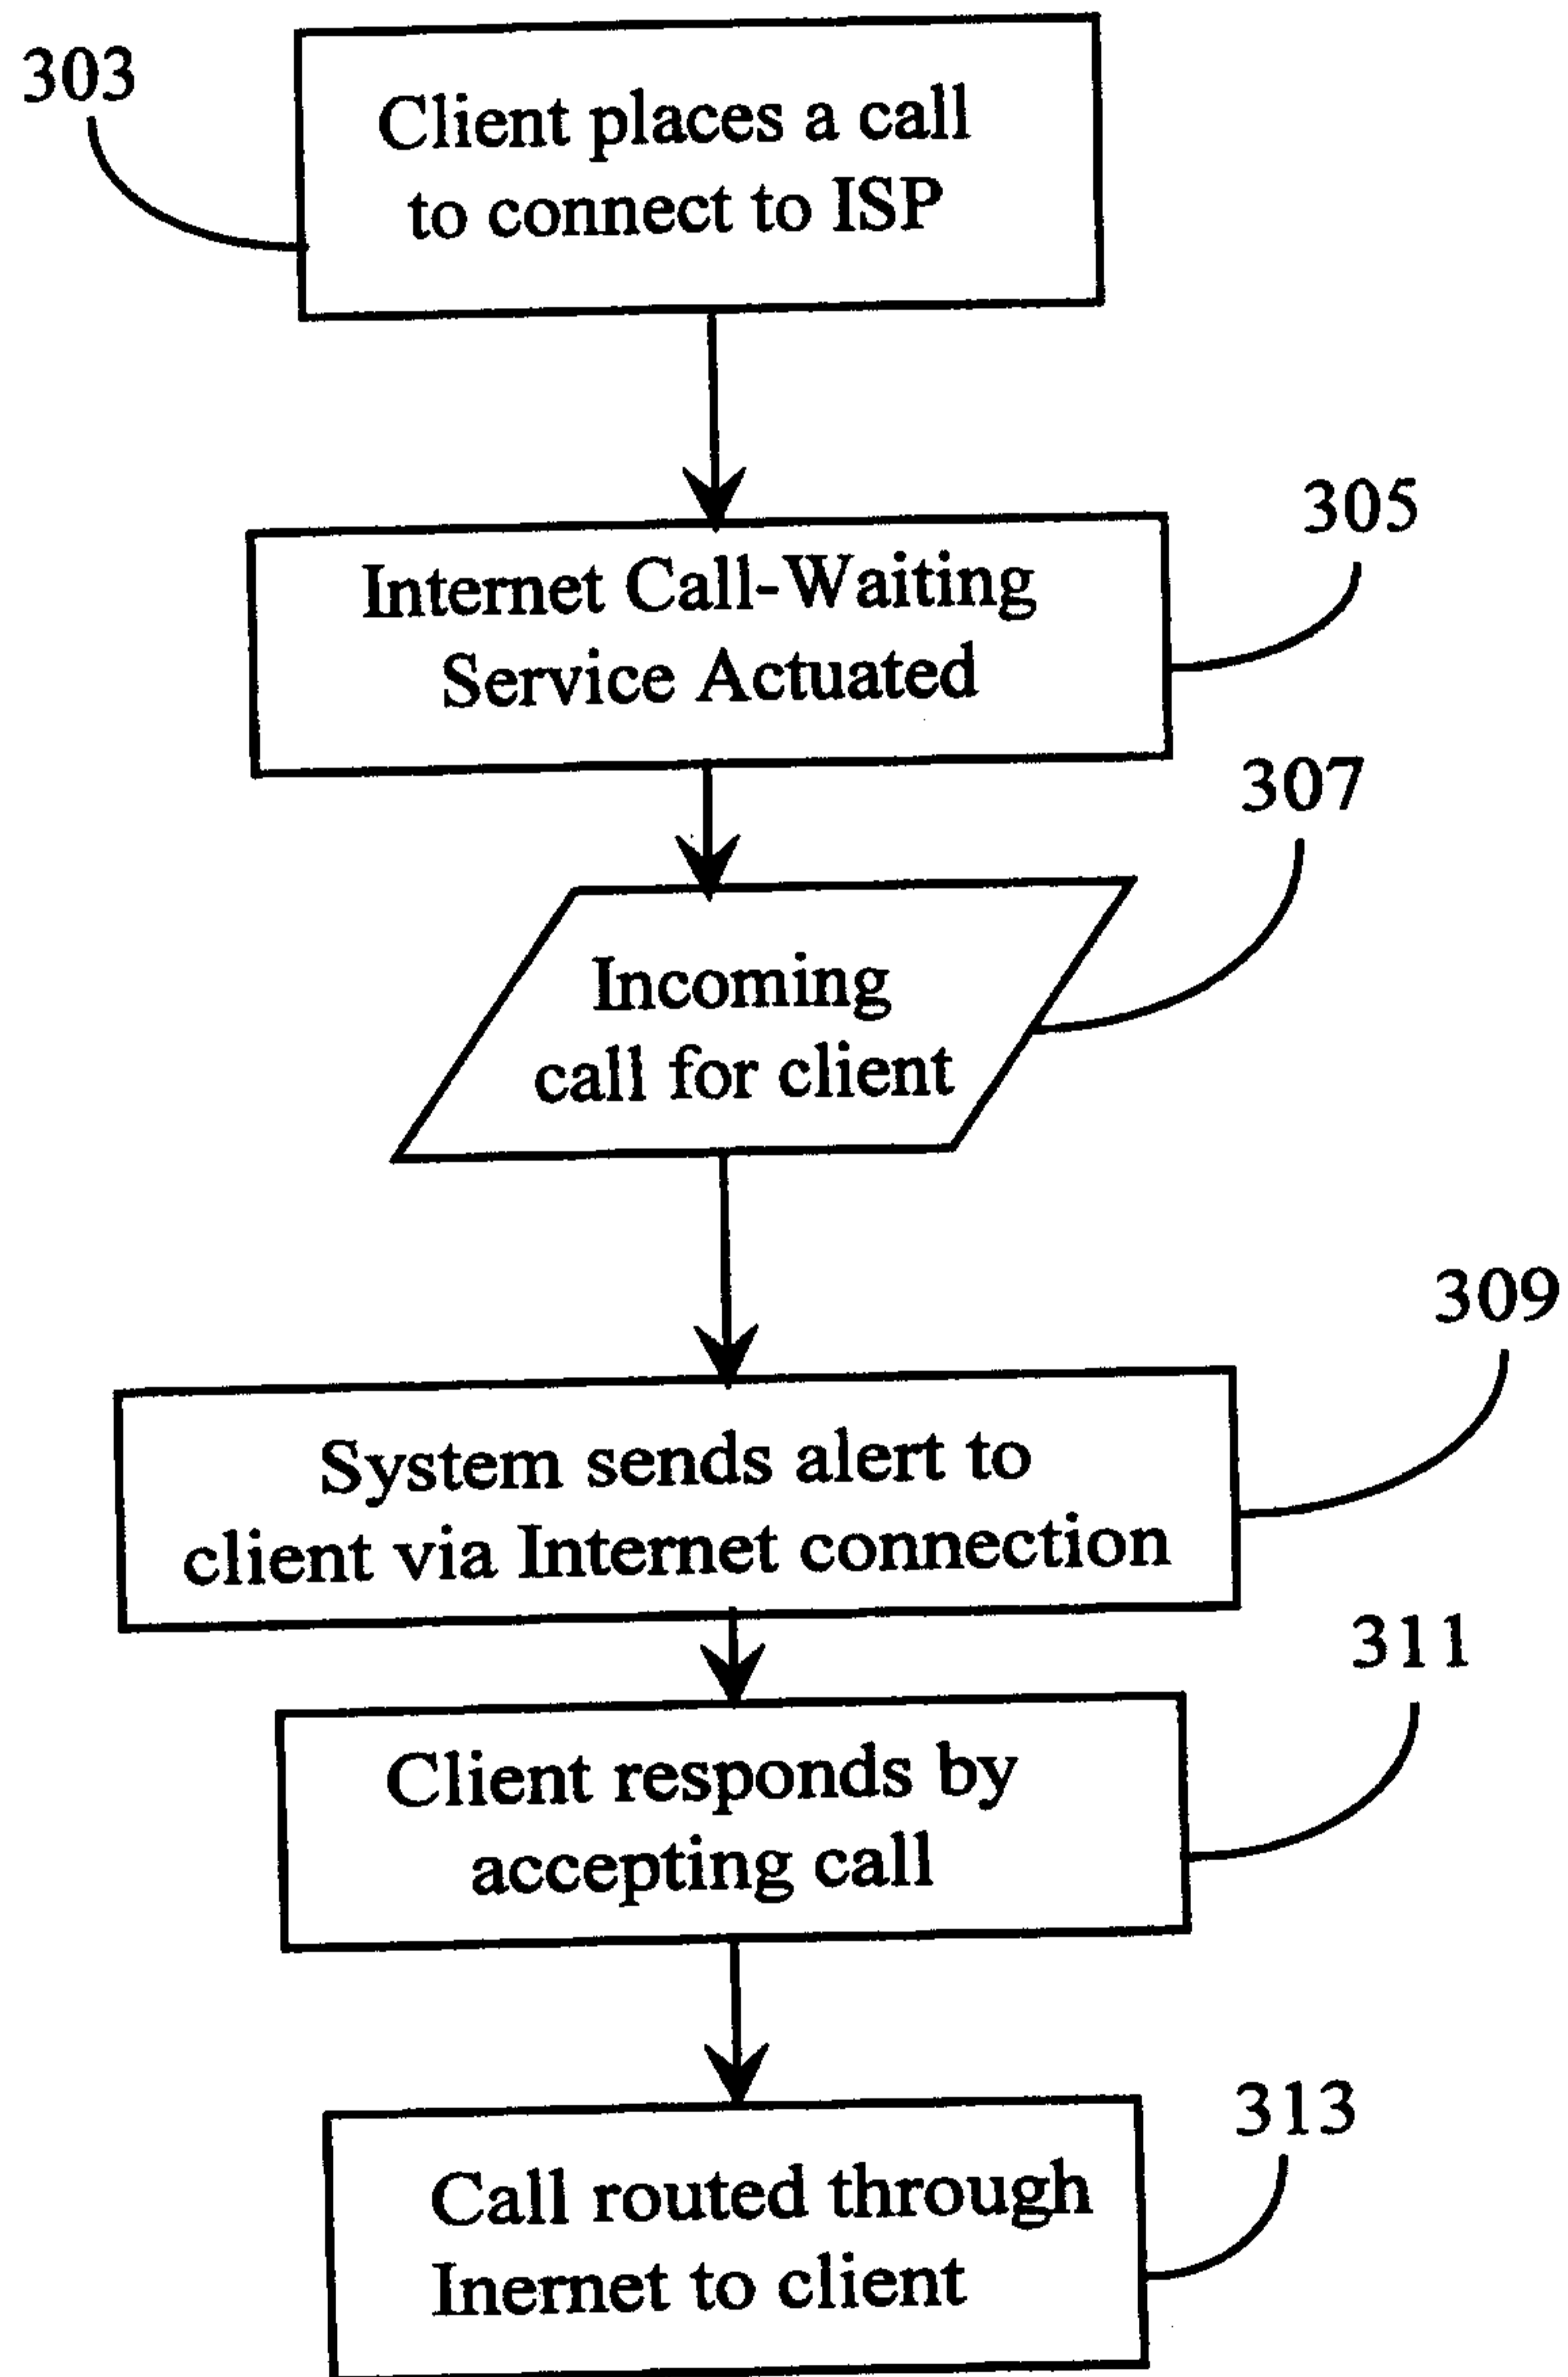 303
Client places a call
to connect to ISP
305
Internet Call-Waiting
Service Actuated
307
Incoming
call for client
309
System sends alert to
client via Internet connection
311
Client responds by
accepting call
313
Call routed through
Inernet to client